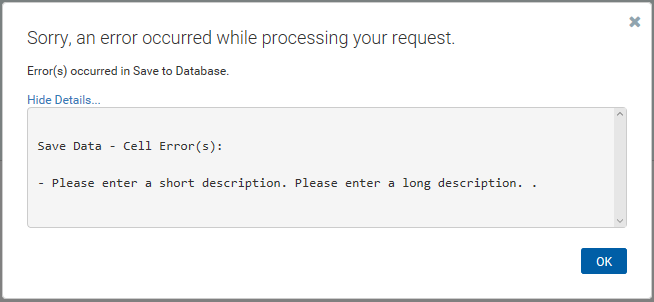 Sorry, an error occurred while processing your request.
Error(s) occurred in Save to Database.
Hide Details...
Save Data - Cell Error(s):
- Please enter a short description. Please enter a long description. .
OK